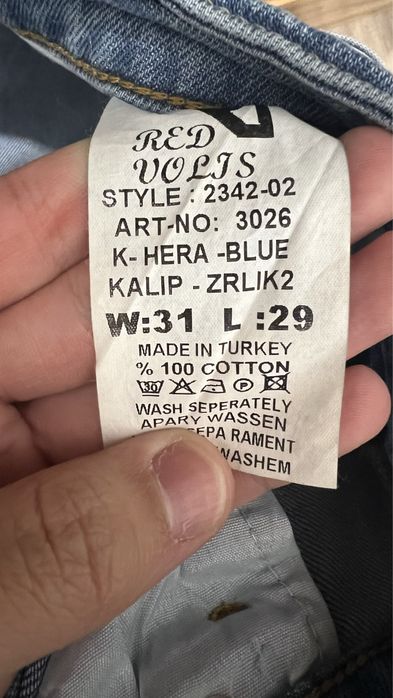 RED
VOLIS
STYLE : 2342-02
ART-NO: 3026
K- HERA -BLUE
KALIP - ZRLIK2
W:31 L :29
MADE IN TURKEY
% 100 COTTON
30 P
WASH SEPERATELY
APARY WASSEN
EPA RAMENT
WASHEM